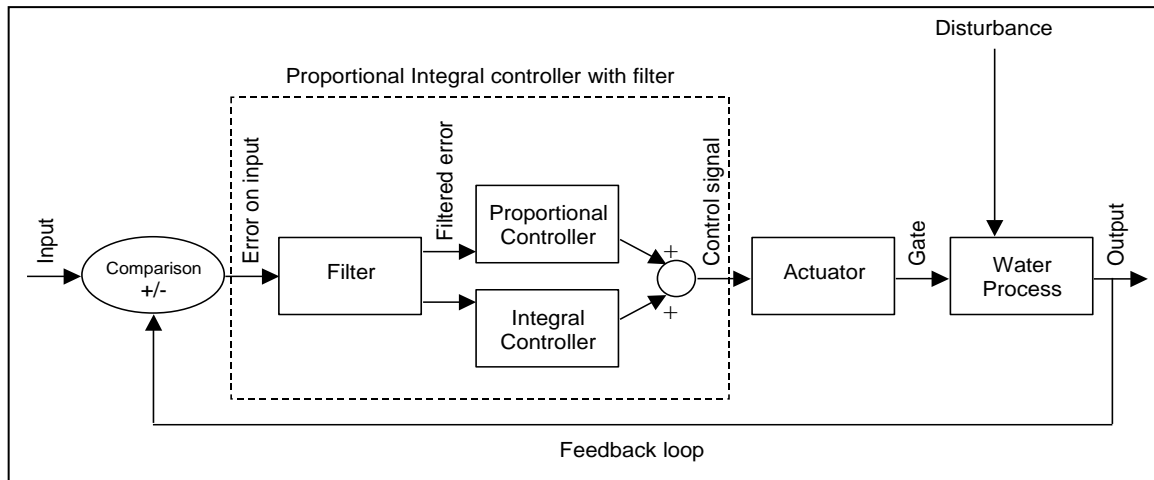 Disturbance
Proportional Integral controller with filter
Input
Comparison
+/-
Error on input
Filter
Filtered error
Proportional
Controller
Integral
Controller
+
+
Control signal
Actuator
Gate
Water
Process
Output
Feedback loop